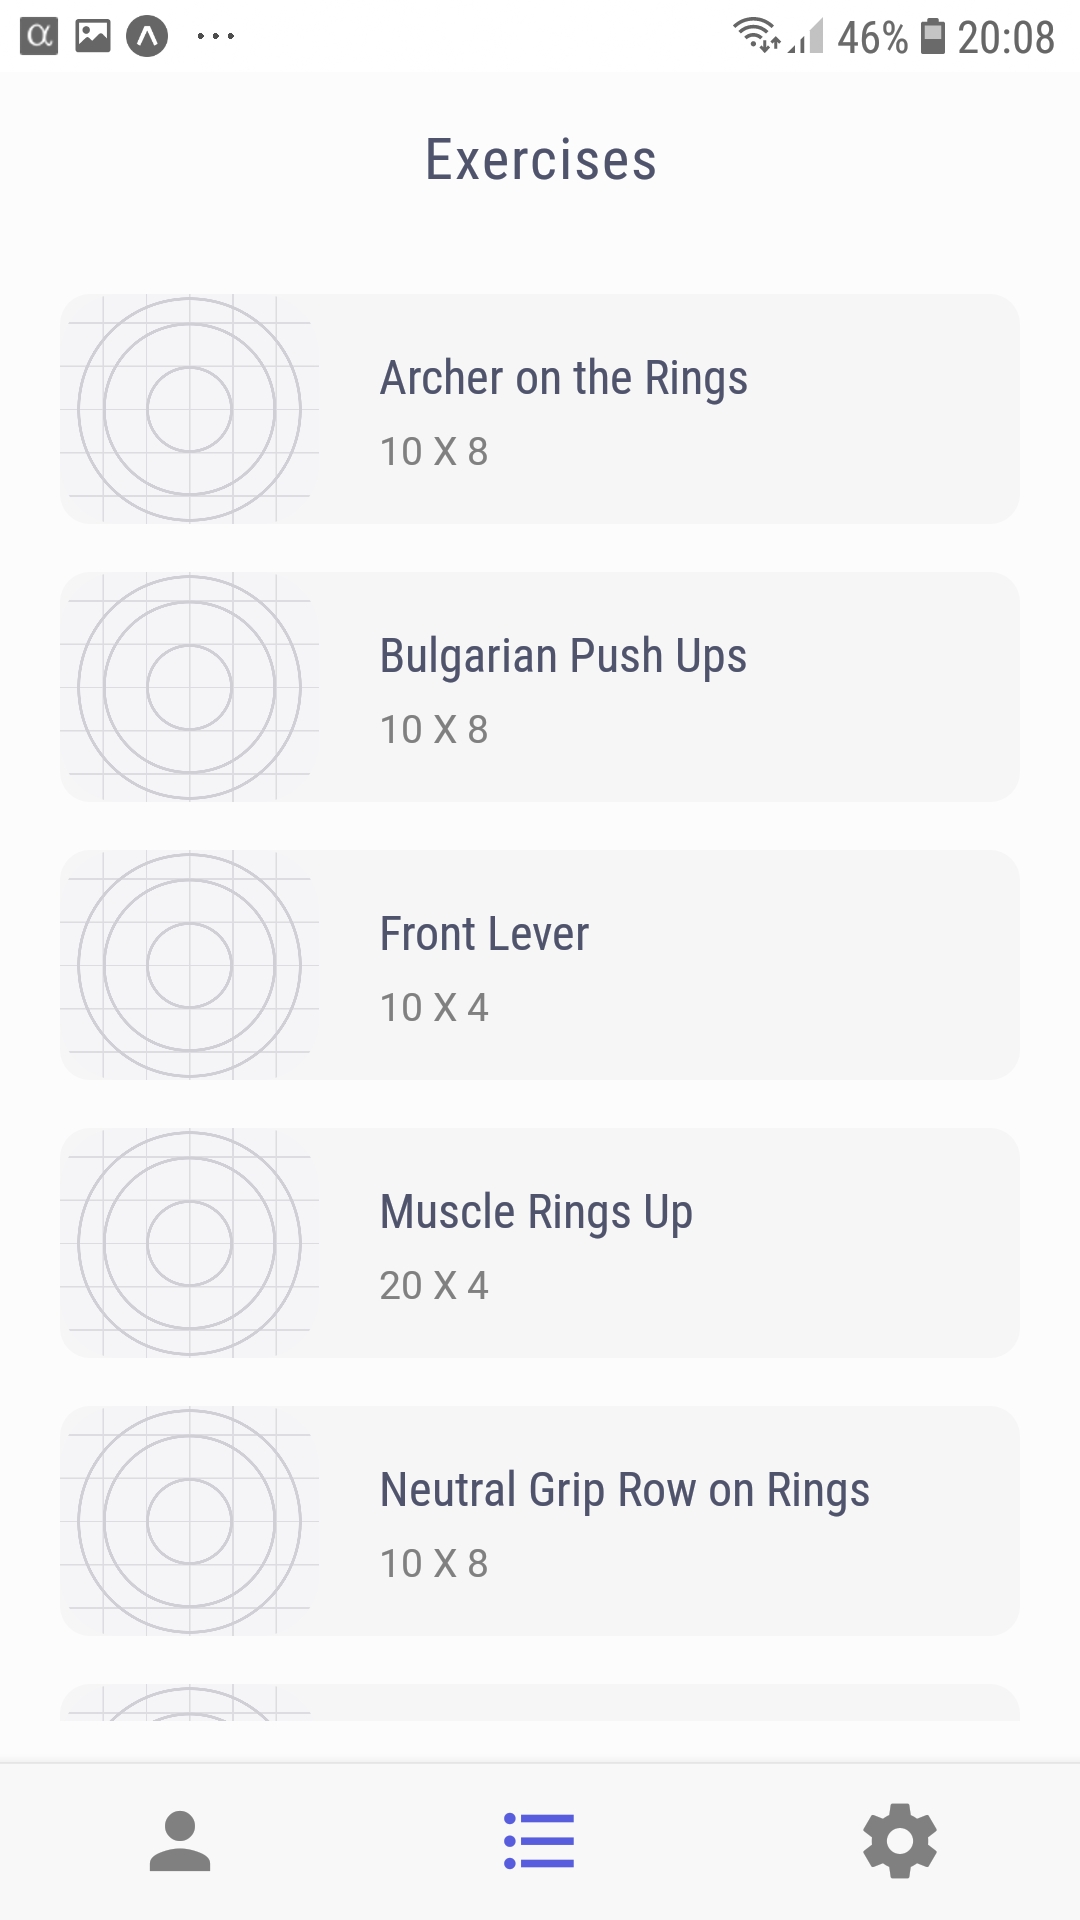 46% 20:08
Exercises
Archer on the Rings
10 X 8
Bulgarian Push Ups
10 X 8
Front Lever
10 X 4
Muscle Rings Up
20 X 4
Neutral Grip Row on Rings
10 X 8